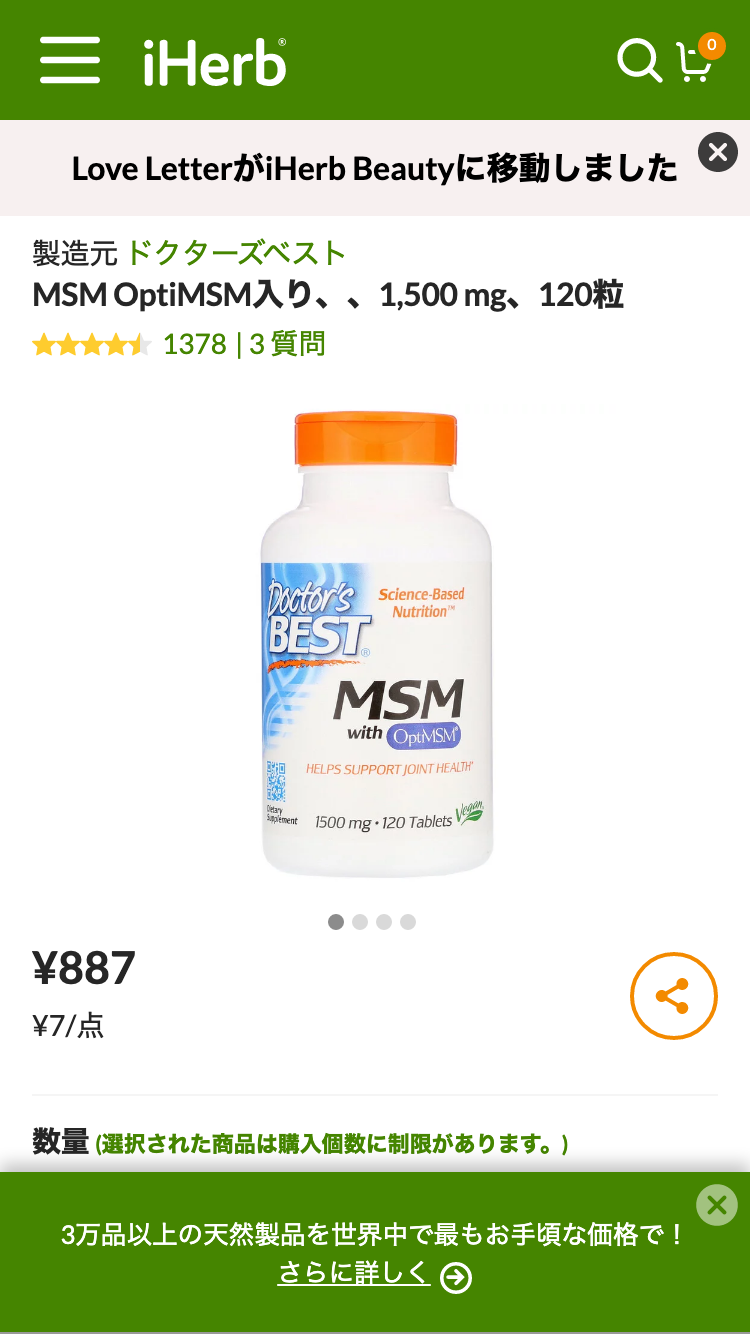 iHerb®
0
Love LetterがiHerb Beautyに移動しました
製造元 ドクターズベスト
MSM OptiMSM入り、、1,500 mg、120粒
1378 | 3 質問
Doctor's
BEST®
Science-Based
Nutrition™
MSM
with OptiMSM®
HELPS SUPPORT JOINT HEALTH*
Dietary
Supplement
1500 mg • 120 Tablets
Vegan
¥887
¥7/点
数量 (選択された商品は購入個数に制限があります。)
3万品以上の天然製品を世界中で最もお手頃な価格で！
さらに詳しく